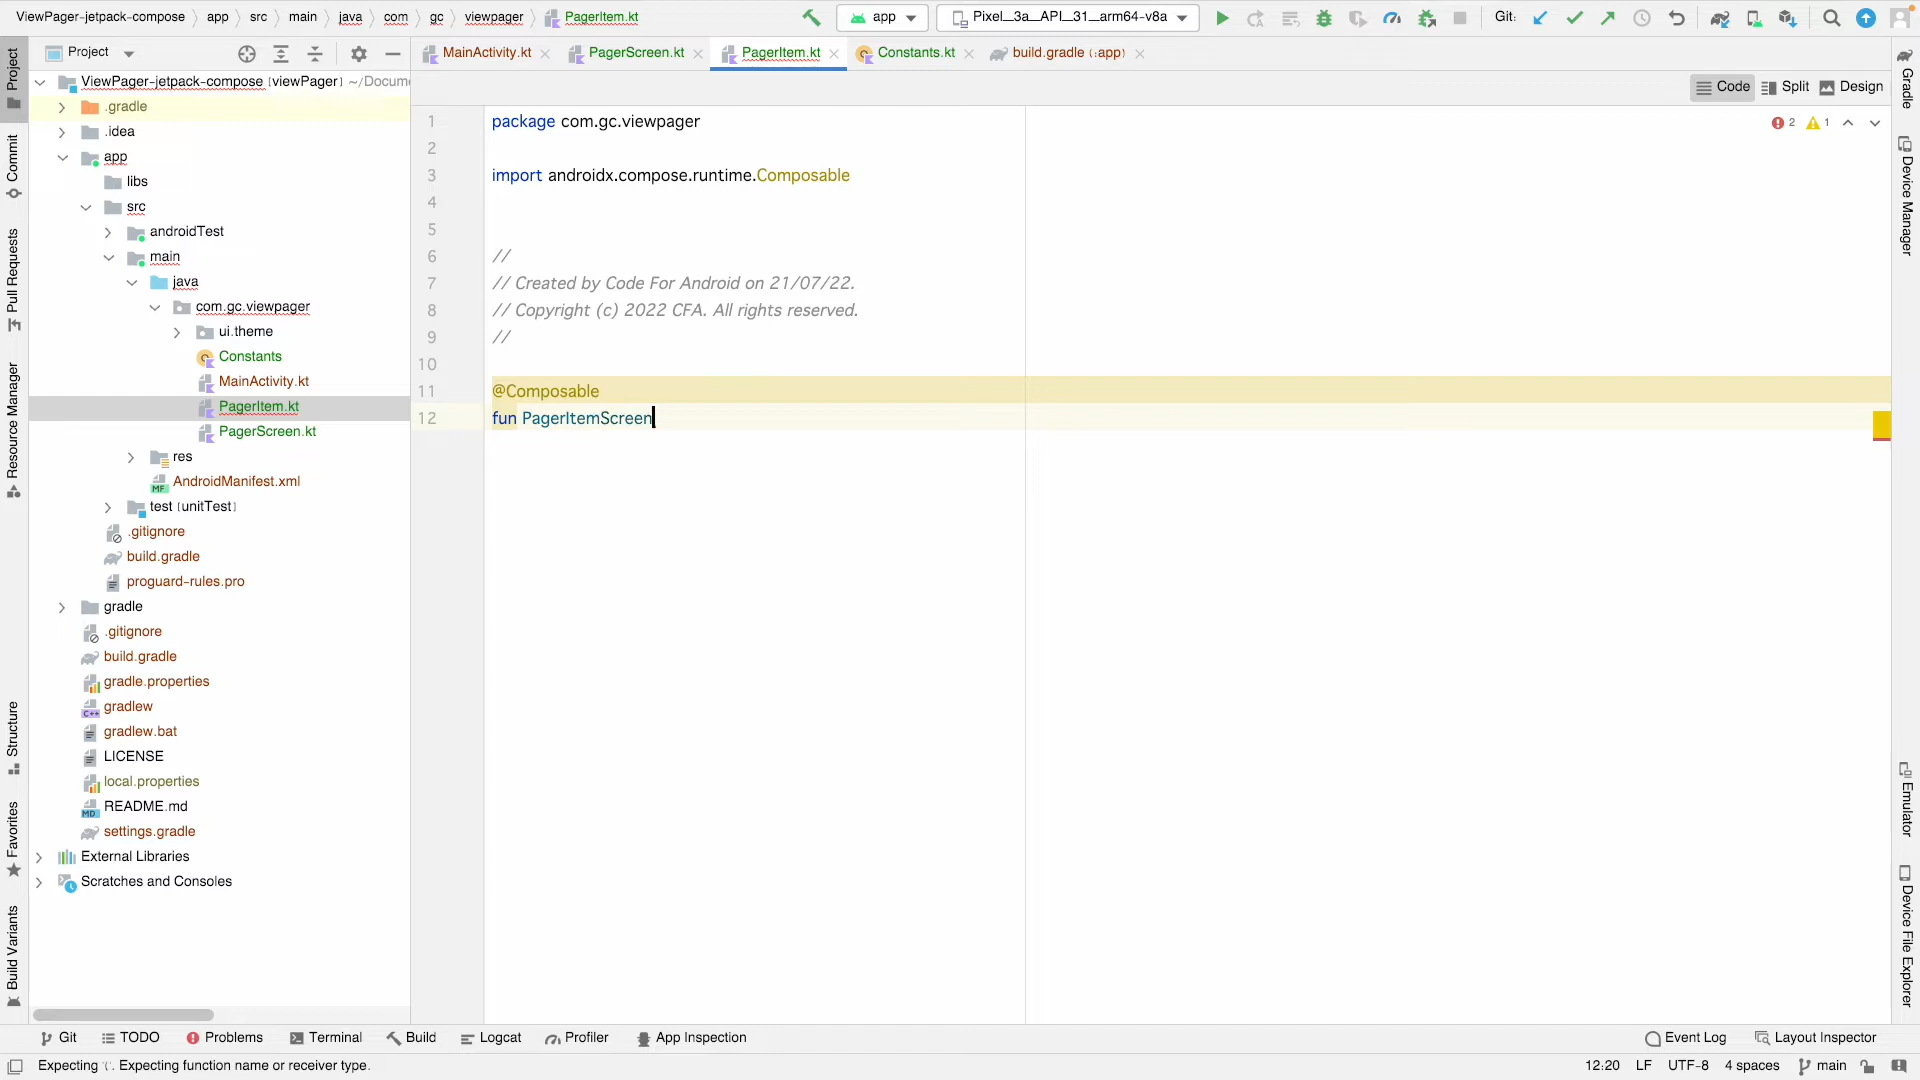 ViewPager-jetpack-compose app src main java com gc viewpager PagerItem.kt app Pixel_3a_API_31_arm64-v8a Git:
Project MainActivity.kt PagerScreen.kt PagerItem.kt Constants.kt build.gradle (:app)
ViewPager-jetpack-compose [viewPager] ~/Docum
Code Split Design
.gradle
.idea
app
libs
src
androidTest
main
java
com.gc.viewpager
ui.theme
Constants
MainActivity.kt
PagerItem.kt
PagerScreen.kt
res
AndroidManifest.xml
test [unitTest]
.gitignore
build.gradle
proguard-rules.pro
gradle
.gitignore
build.gradle
gradle.properties
gradlew
gradlew.bat
LICENSE
local.properties
README.md
settings.gradle
External Libraries
Scratches and Consoles
1 package com.gc.viewpager
2 1
2
3 import androidx.compose.runtime.Composable
4
5
6 //
7 // Created by Code For Android on 21/07/22.
8 // Copyright (c) 2022 CFA. All rights reserved.
9 //
10
11 @Composable
12 fun PagerItemScreen
Project
Commit
Pull Requests
Resource Manager
Structure
Favorites
Build Variants
Gradle
Device Manager
Emulator
Device File Explorer
Git TODO Problems Terminal Build Logcat Profiler App Inspection Event Log Layout Inspector
Expecting '('. Expecting function name or receiver type. 12:20 LF UTF-8 4 spaces main